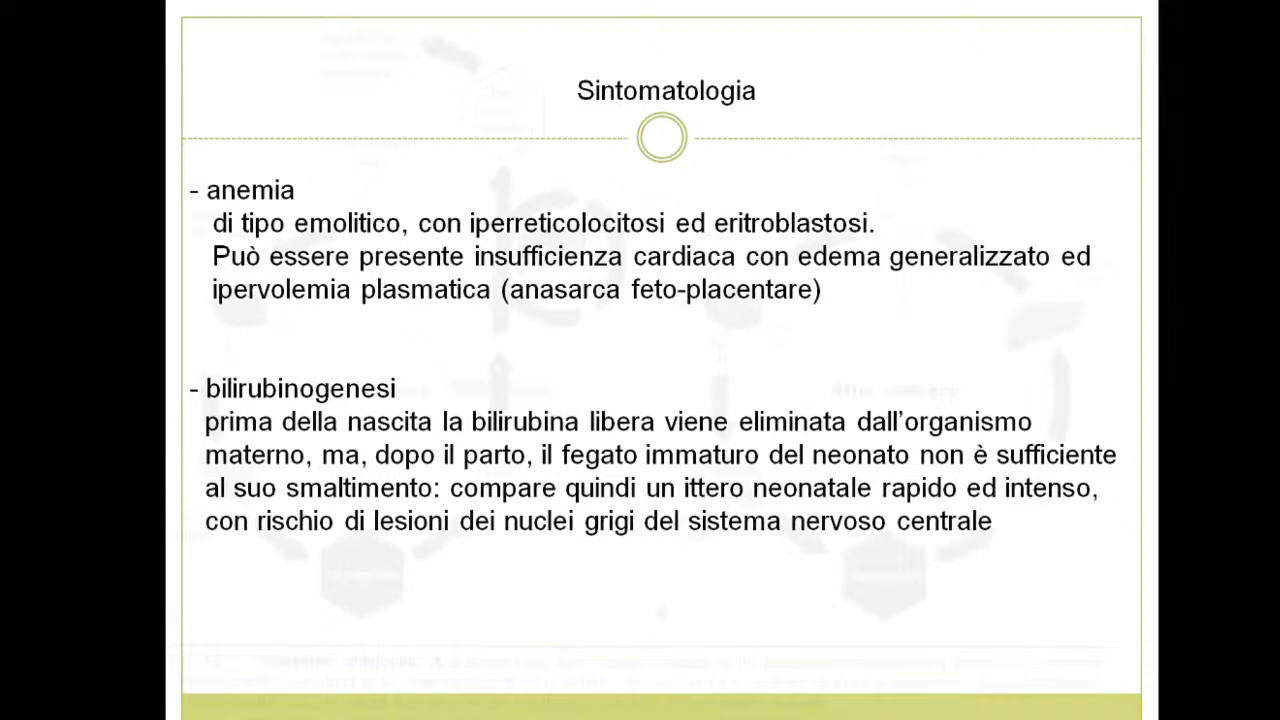 Sintomatologia
- anemia
di tipo emolitico, con iperreticolocitosi ed eritroblastosi.
Può essere presente insufficienza cardiaca con edema generalizzato ed
ipervolemia plasmatica (anasarca feto-placentare)
- bilirubinogenesi
prima della nascita la bilirubina libera viene eliminata dall’organismo
materno, ma, dopo il parto, il fegato immaturo del neonato non è sufficiente
al suo smaltimento: compare quindi un ittero neonatale rapido ed intenso,
con rischio di lesioni dei nuclei grigi del sistema nervoso centrale